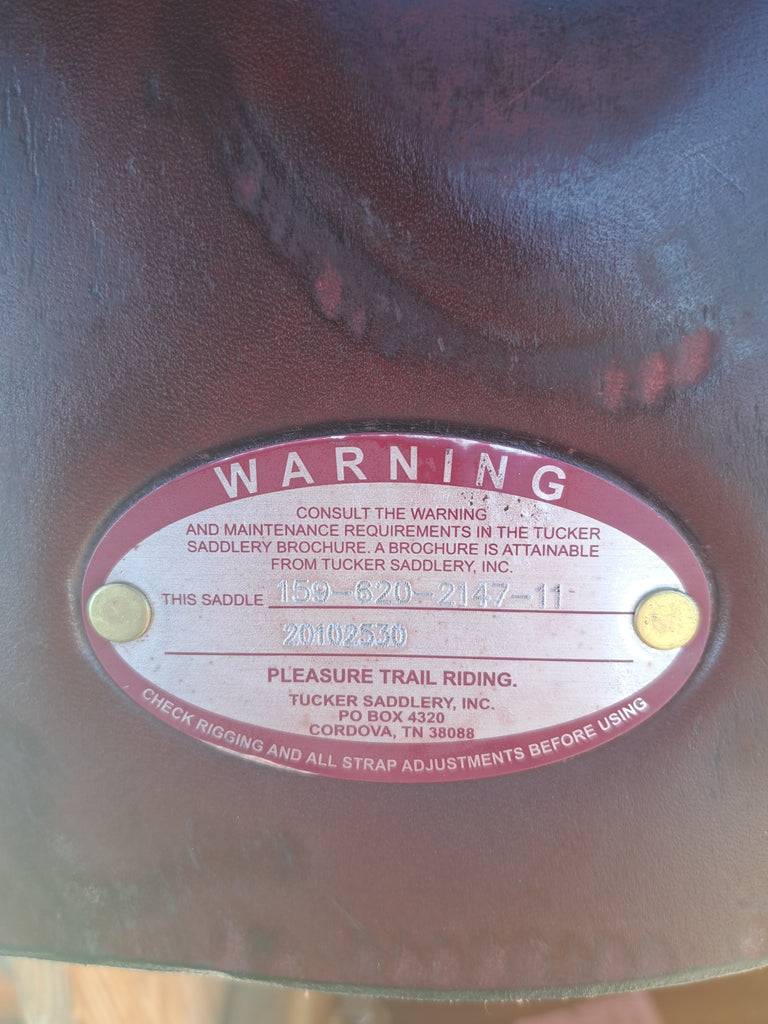 WARNING
CONSULT THE WARNING
AND MAINTENANCE REQUIREMENTS IN THE TUCKER
SADDLERY BROCHURE. A BROCHURE IS ATTAINABLE
FROM TUCKER SADDLERY, INC.
THIS SADDLE 159-620-2147-11
20102530
PLEASURE TRAIL RIDING.
TUCKER SADDLERY, INC.
PO BOX 4320
CORDOVA, TN 38088
CHECK RIGGING AND ALL STRAP ADJUSTMENTS BEFORE USING